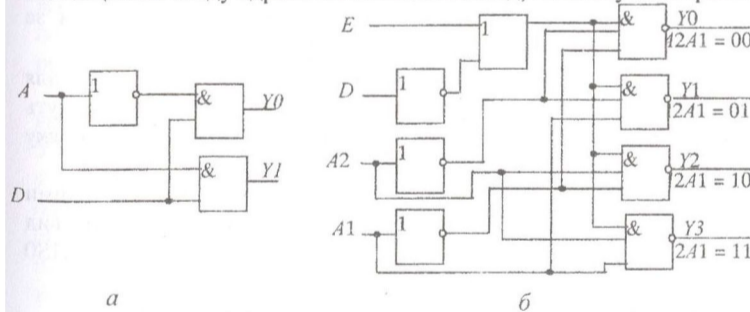 E
1
&
Y0
A2A1 = 00
A
1
&
Y0
D
1
&
Y1
2A1 = 01
&
Y1
A2
1
&
Y2
2A1 = 10
D
A1
1
&
Y3
2A1 = 11
а
б